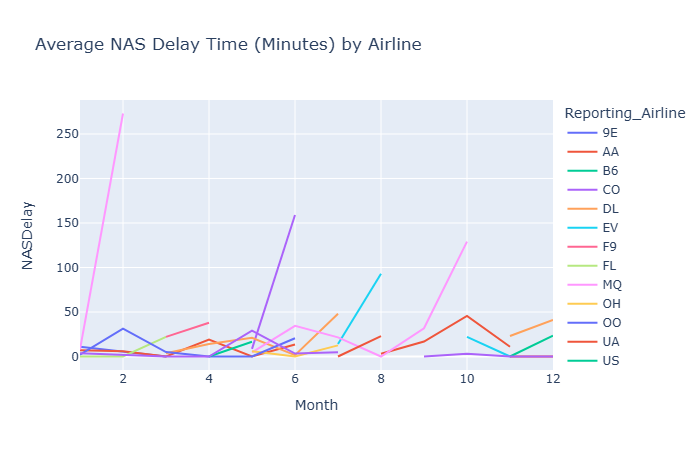 Average NAS Delay Time (Minutes) by Airline
NASDelay
250
200
150
100
50
0
2
4
6
8
10
12
Month
Reporting_Airline
9E
AA
B6
CO
DL
EV
F9
FL
MQ
OH
OO
UA
US